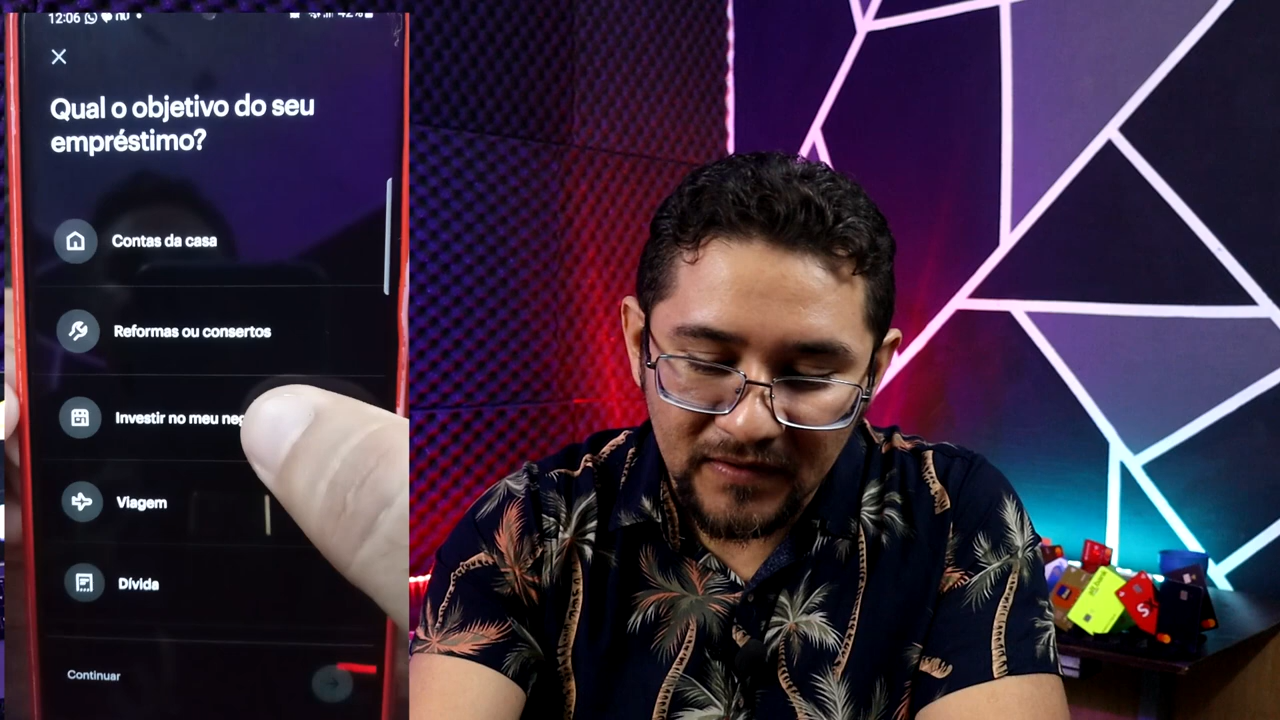 12:06
Qual o objetivo do seu
empréstimo?
Contas da casa
Reformas ou consertos
Investir no meu
Viagem
Dívida
Continuar